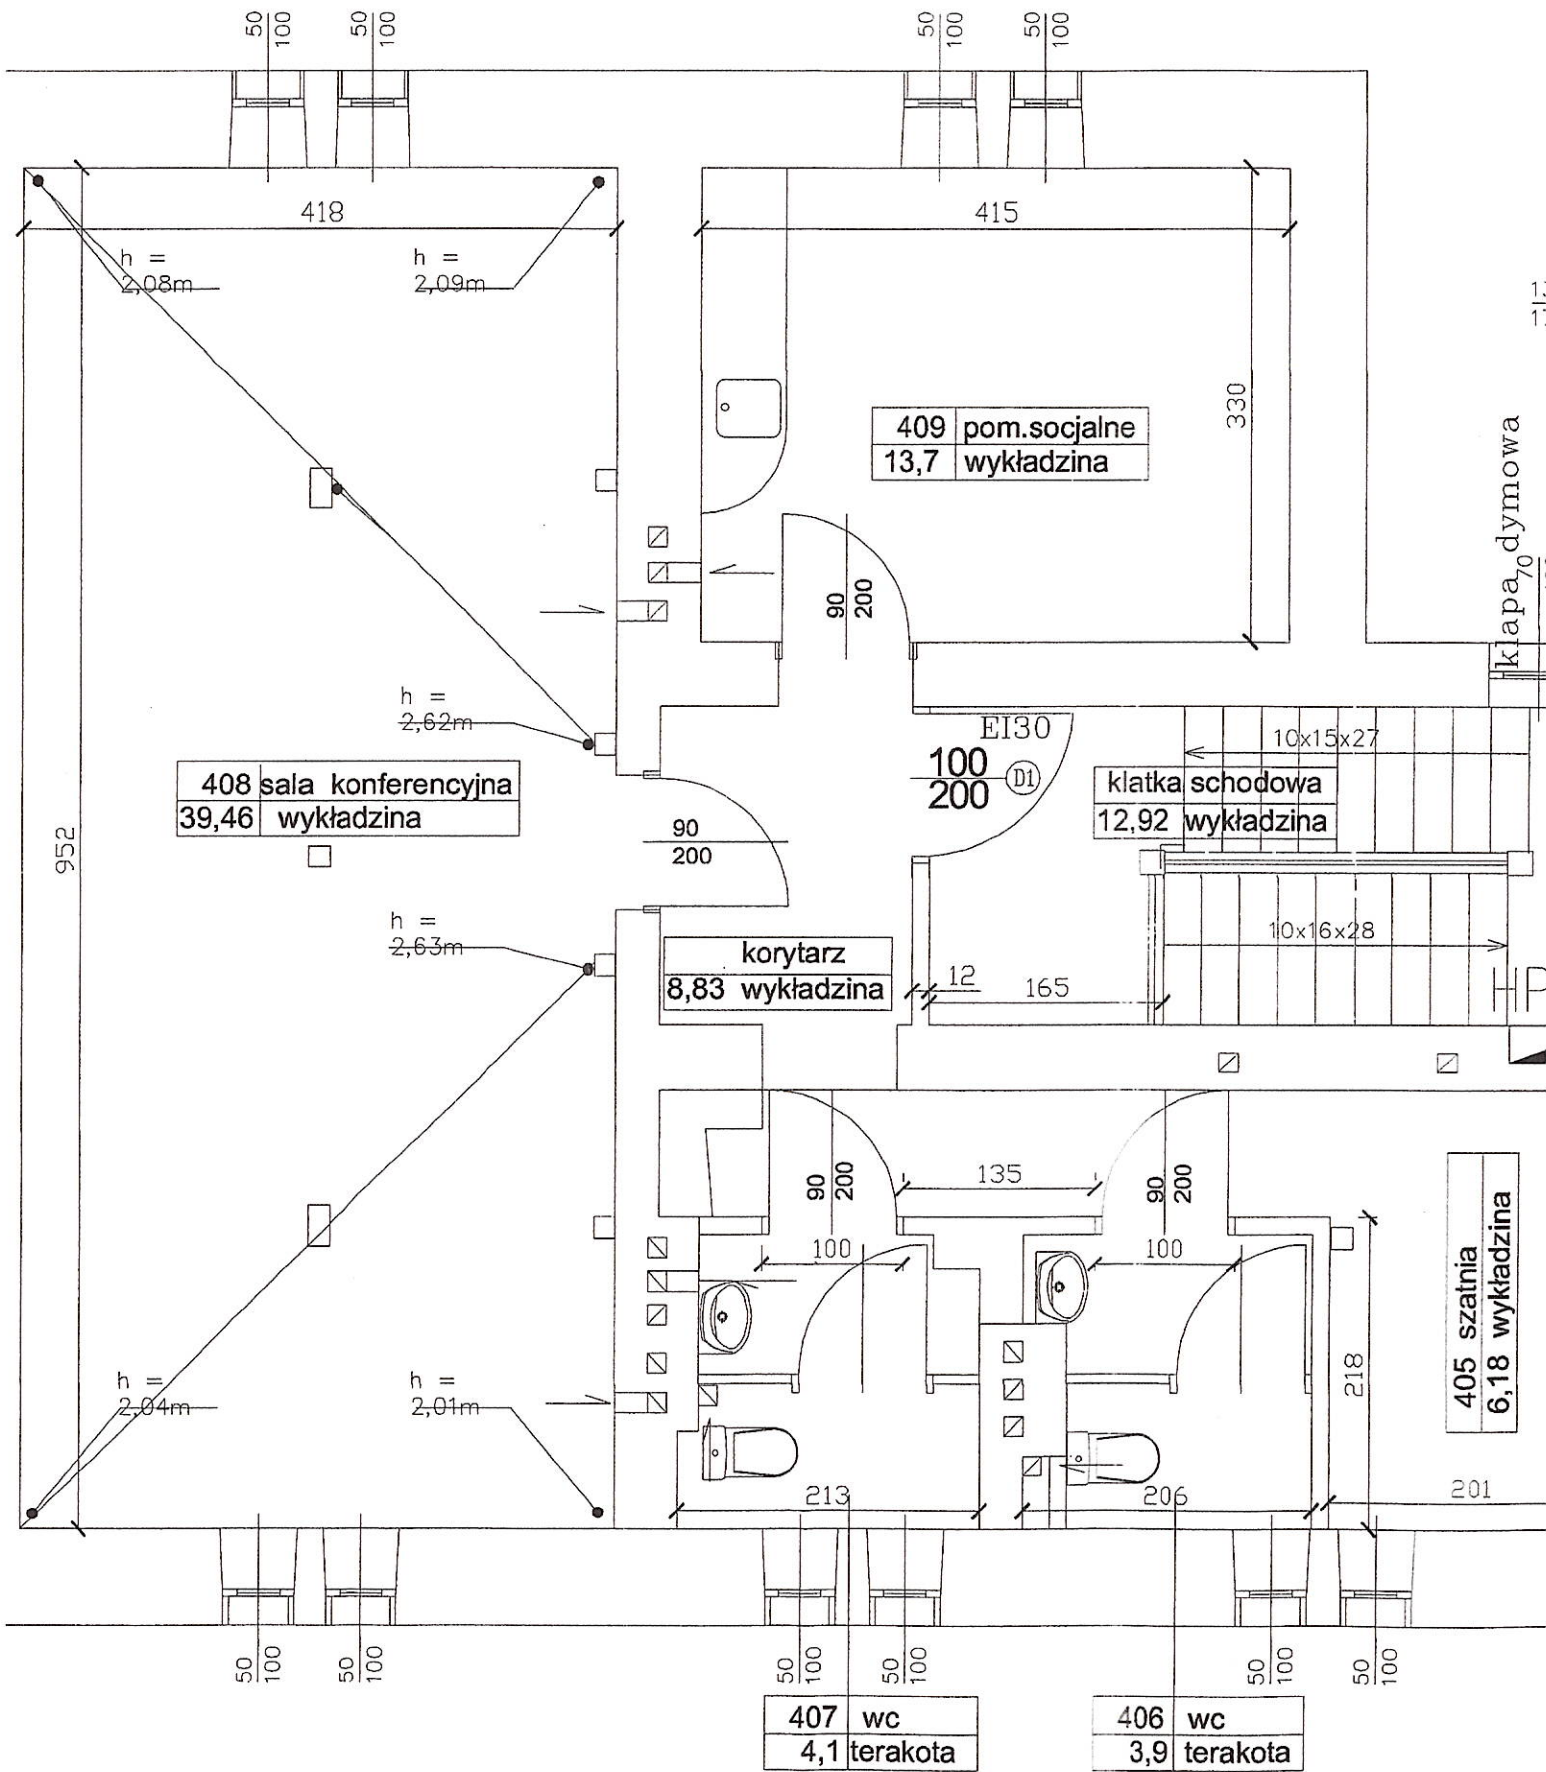 50
100
50
100
50
100
50
100
418
415
h =
2,08m
h =
2,09m
330
409 pom.socjalne
13,7 wykładzina
klapa dymowa
70
90
200
h =
2,62m
EI30
100
200
D1
10x15x27
408 sala konferencyjna
39,46 wykładzina
klatka schodowa
12,92 wykładzina
90
200
952
h =
2,63m
korytarz
8,83 wykładzina
12
165
10x16x28
HP
90
200
135
90
200
100
100
405 szatnia
6,18 wykładzina
218
h =
2,04m
h =
2,01m
213
206
201
50
100
50
100
50
100
50
100
50
100
50
100
407 wc
4,1 terakota
406 wc
3,9 terakota